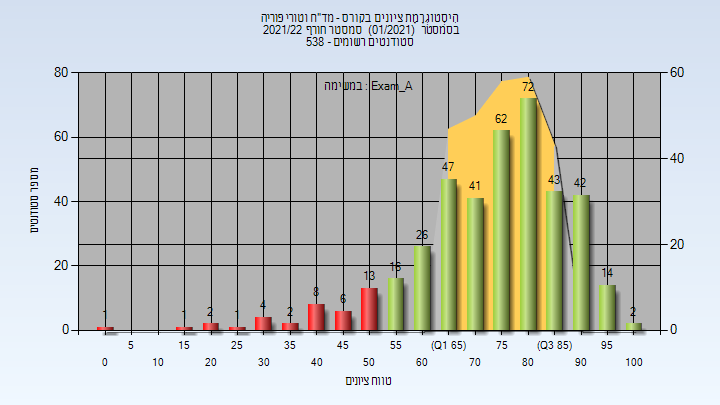 היסטוגרמת ציונים בקורס - מד"ח וטורי פוריה
בסמסטר (01/2021) סמסטר חורף 2021/22
סטודנטים רשומים - 538
במשימה : Exam_A
80 60
60 40
40 20
20 0
0
מספר סטודנטים
1 1 2 1 4 2 8 6 13 16 26 47 41 62 72 43 42 14 2
5 15 25 35 45 55 (Q1 65) 75 (Q3 85) 95
0 10 20 30 40 50 60 70 80 90 100
טווח ציונים